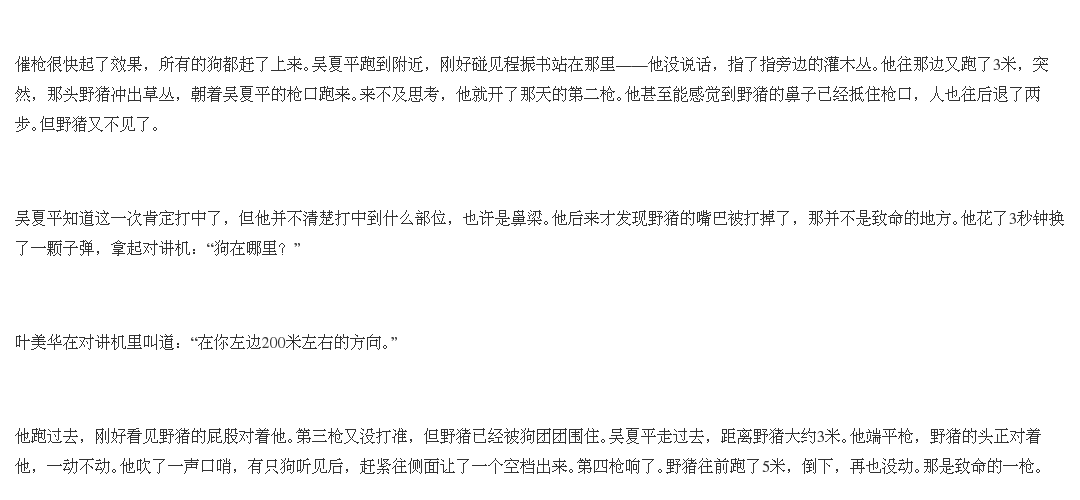 催枪很快起了效果，所有的狗都赶了上来。吴夏平跑到附近，刚好碰见程振书站在那里——他没说话，指了指旁边的灌木丛。他往那边又跑了3米，突
然，那头野猪冲出草丛，朝着吴夏平的枪口跑来。来不及思考，他就开了那天的第二枪。他甚至能感觉到野猪的鼻子已经抵住枪口，人也往后退了两
步。但野猪又不见了。
吴夏平知道这一次肯定打中了，但他并不清楚打中到什么部位，也许是鼻梁。他后来才发现野猪的嘴巴被打掉了，那并不是致命的地方。他花了3秒钟换
了一颗子弹，拿起对讲机：“狗在哪里？”
叶美华在对讲机里叫道：“在你左边200米左右的方向。”
他跑过去，刚好看见野猪的屁股对着他。第三枪又没打准，但野猪已经被狗团团围住。吴夏平走过去，距离野猪大约3米。他端平枪，野猪的头正对着
他，一动不动。他吹了一声口哨，有只狗听见后，赶紧往侧面让了一个空档出来。第四枪响了。野猪往前跑了5米，倒下，再也没动。那是致命的一枪。